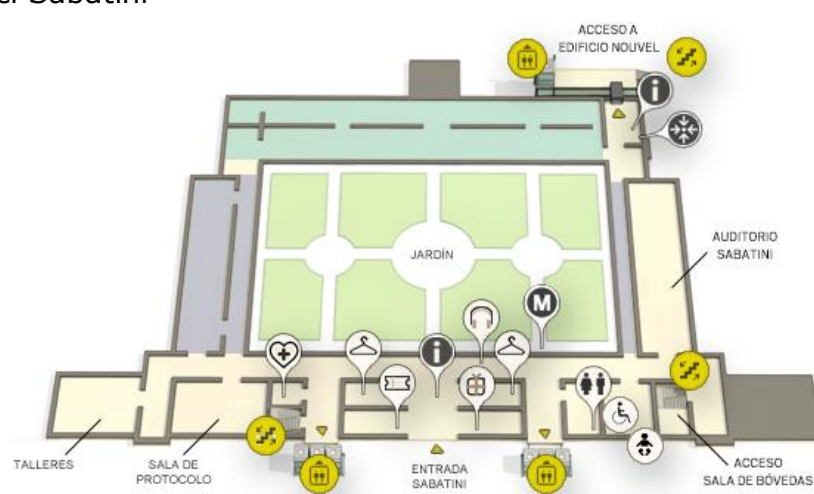 Sabatini
ACCESO A
EDIFICIO NOUVEL
i
AUDITORIO
SABATINI
JARDÍN
M
i
TALLERES
SALA DE
PROTOCOLO
ENTRADA
SABATINI
ACCESO
SALA DE BÓVEDAS